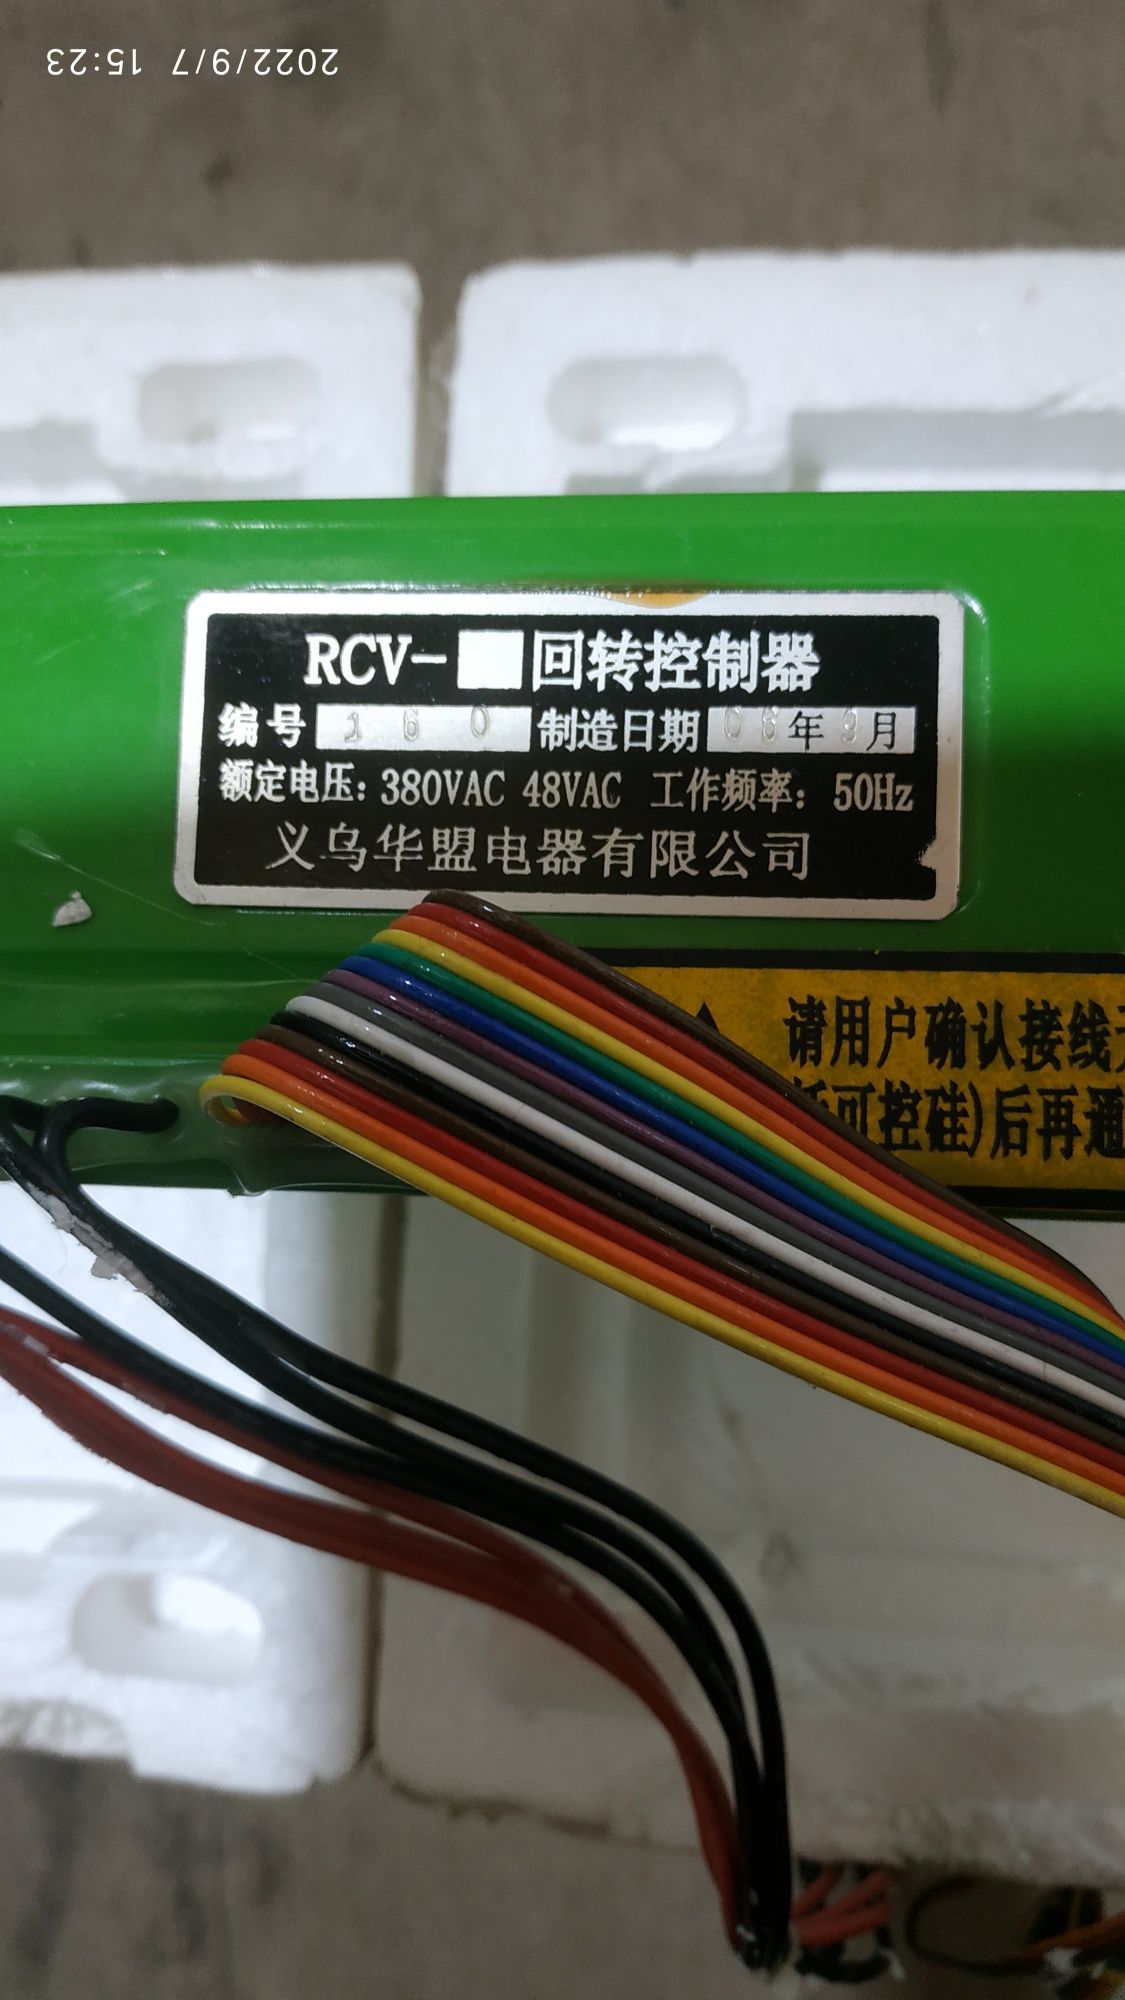 2022/9/7 15:23
RCV- 回转控制器
编号 160 制造日期 06年9月
额定电压: 380VAC 48VAC 工作频率: 50Hz
义乌华盟电器有限公司
请用户确认接线
可控硅)后再通